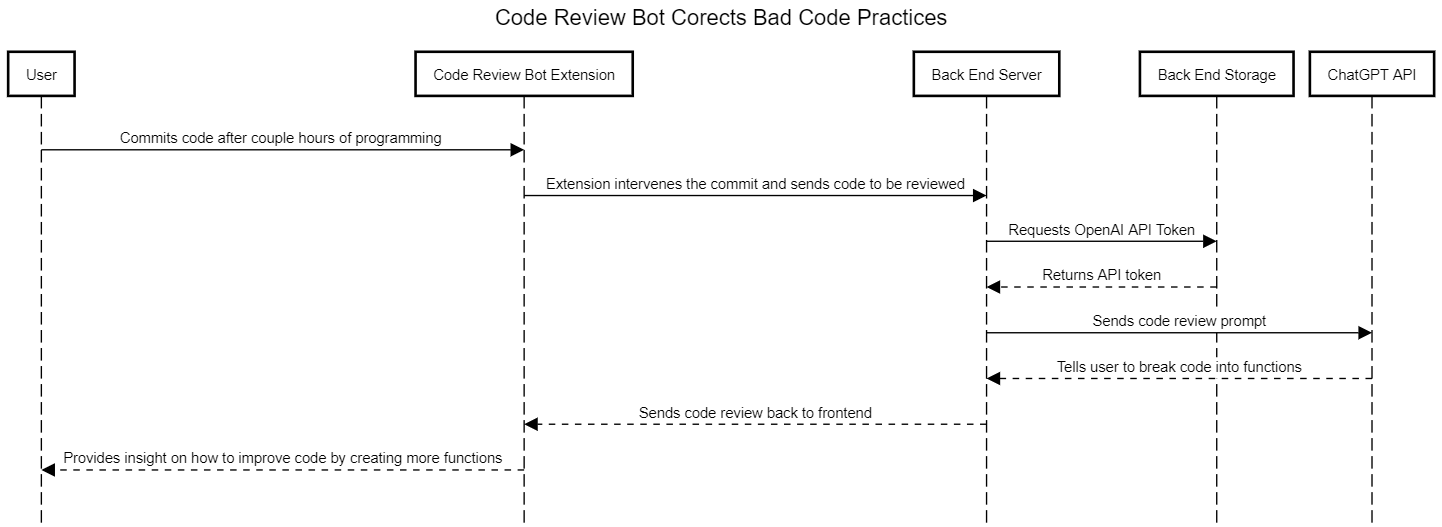 Code Review Bot Corects Bad Code Practices
User
Code Review Bot Extension
Back End Server
Back End Storage
ChatGPT API
Commits code after couple hours of programming
Extension intervenes the commit and sends code to be reviewed
Requests OpenAI API Token
Returns API token
Sends code review prompt
Tells user to break code into functions
Sends code review back to frontend
Provides insight on how to improve code by creating more functions